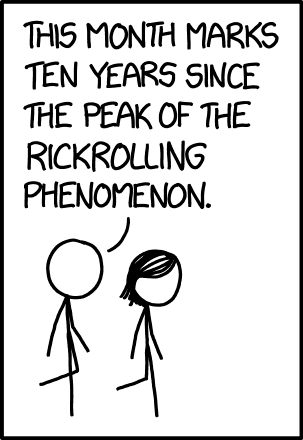 THIS MONTH MARKS
TEN YEARS SINCE
THE PEAK OF THE
RICKROLLING
PHENOMENON.